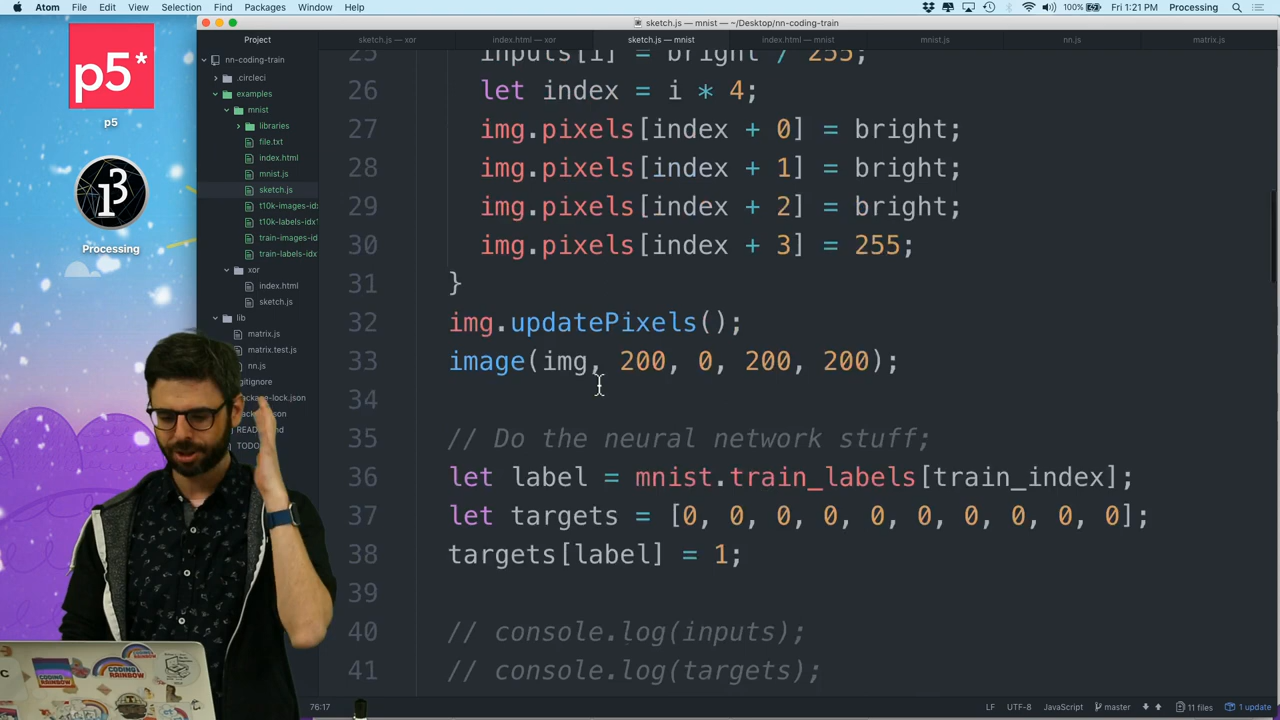 Atom File Edit View Selection Find Packages Window Help
100% Fri 1:21 PM Processing
sketch.js — mnist — ~/Desktop/nn-coding-train
Project
sketch.js — xor
index.html — xor
sketch.js — mnist
index.html — mnist
mnist.js
nn.js
matrix.js
p5*
p5
Processing
nn-coding-train
.circleci
examples
mnist
libraries
file.txt
index.html
mnist.js
sketch.js
t10k-images-idx
t10k-labels-idx
train-images-id
train-labels-idx
xor
index.html
sketch.js
lib
matrix.js
matrix.test.js
nn.js
gitignore
25 inputs[i] = bright / 255;
26 let index = i * 4;
27 img.pixels[index + 0] = bright;
28 img.pixels[index + 1] = bright;
29 img.pixels[index + 2] = bright;
30 img.pixels[index + 3] = 255;
31 }
32 img.updatePixels();
33 image(img, 200, 0, 200, 200);
34
35 // Do the neural network stuff;
36 let label = mnist.train_labels[train_index];
37 let targets = [0, 0, 0, 0, 0, 0, 0, 0, 0, 0];
38 targets[label] = 1;
39
40 // console.log(inputs);
41 // console.log(targets);
76:17
LF UTF-8 JavaScript master 11 files 1 update
CODING RAINBOW